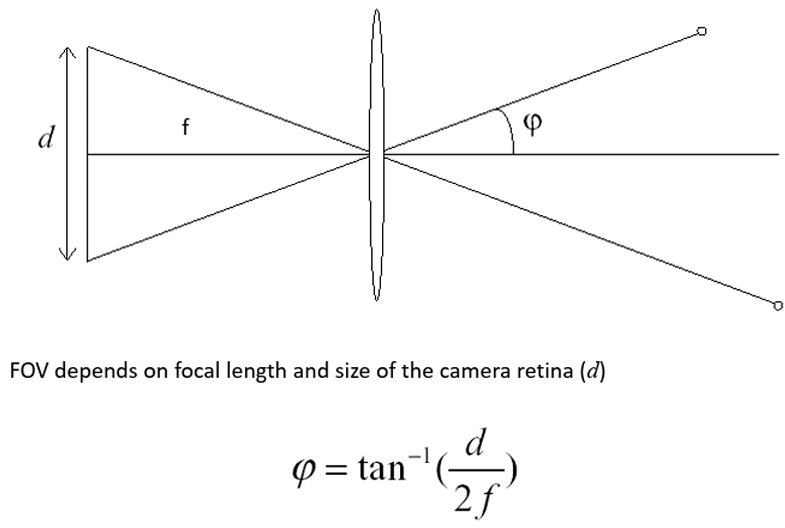 f
d
φ
FOV depends on focal length and size of the camera retina (d)
φ = tan⁻¹(d/2f)